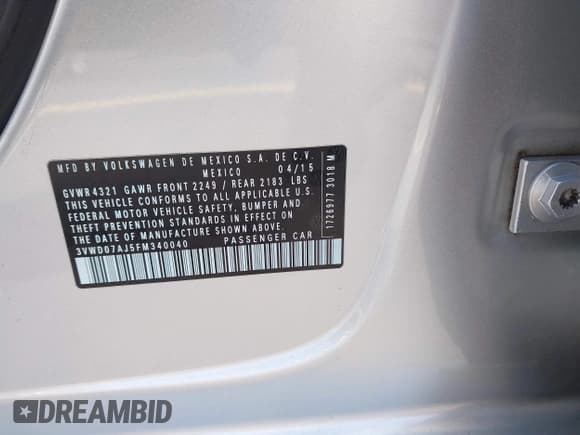 MFD BY VOLKSWAGEN DE MEXICO S.A. DE C.V.
MEXICO 04/15
GVWR 4321 GAWR FRONT 2249 / REAR 2183 LBS
THIS VEHICLE CONFORMS TO ALL APPLICABLE U.S.
FEDERAL MOTOR VEHICLE SAFETY, BUMPER AND
THEFT PREVENTION STANDARDS IN EFFECT ON
THE DATE OF MANUFACTURE SHOWN ABOVE.
3VWD07AJ5FM340040 PASSENGER CAR
1726977 3018 M
DREAMBID